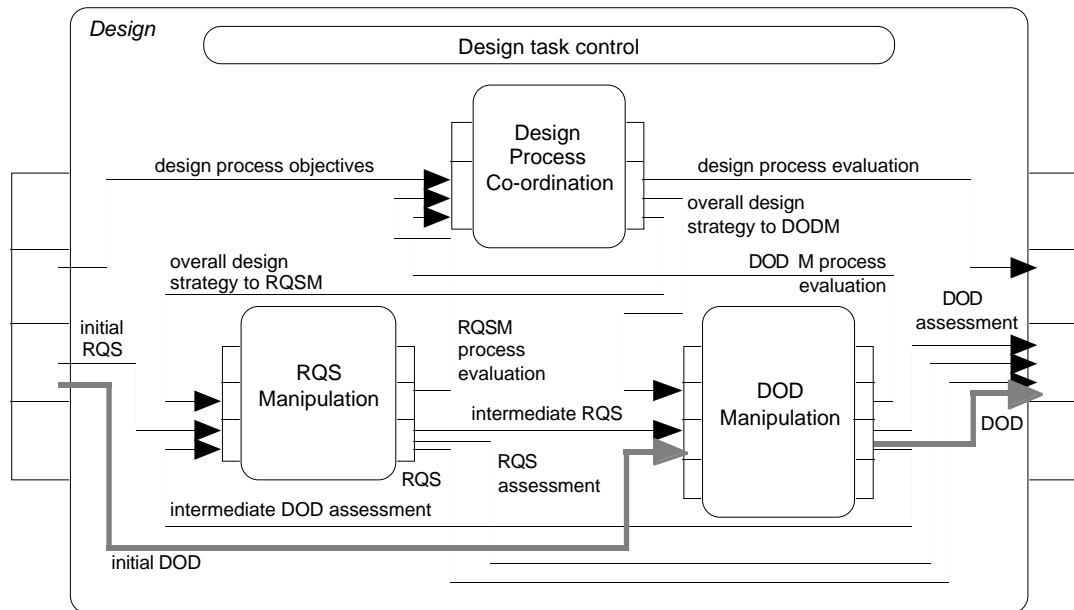 Design
Design task control
Design
Process
Co-ordination
design process objectives
design process evaluation
overall design
strategy to DODM
overall design
strategy to RQSM
DOD M process
evaluation
DOD
assessment
initial
RQS
RQSM
process
evaluation
RQS
Manipulation
DOD
Manipulation
intermediate RQS
DOD
RQS
RQS
assessment
intermediate DOD assessment
initial DOD